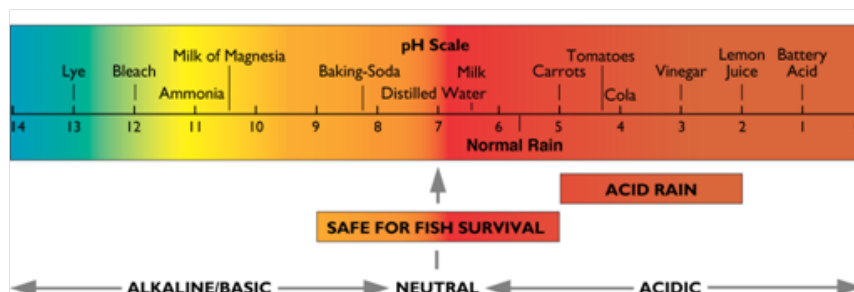 pH Scale
Milk of Magnesia
Tomatoes
Lemon
Battery
Lye
Bleach
Baking-Soda
Milk
Carrots
Vinegar
Juice
Acid
Ammonia
Distilled Water
Cola
14 13 12 11 10 9 8 7 6 5 4 3 2 1
Normal Rain
ACID RAIN
SAFE FOR FISH SURVIVAL
ALKALINE/BASIC NEUTRAL ACIDIC